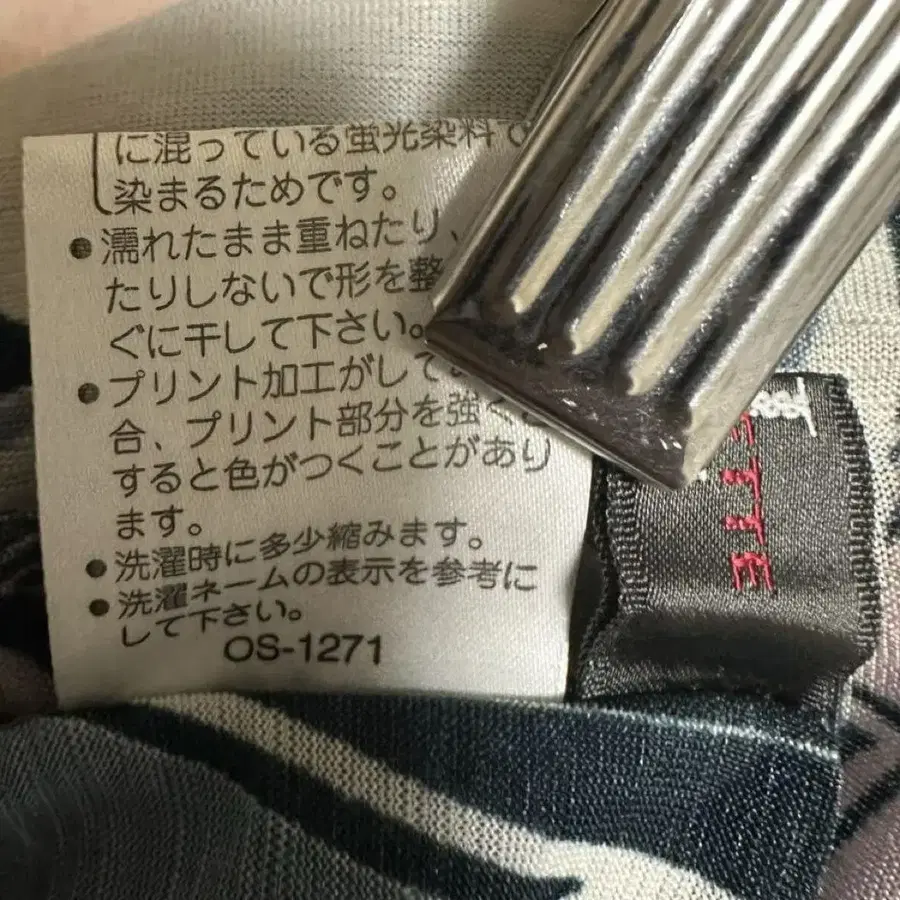 に混っている蛍光染料で
染まるためです。
●濡れたまま重ねたり、
たりしないで形を整
ぐに干して下さい。
●プリント加工がして
合、プリント部分を強く
すると色がつくことがあり
ます。
●洗濯時に多少縮みます。
●洗濯ネームの表示を参考に
して下さい。
OS-1271
ETTE